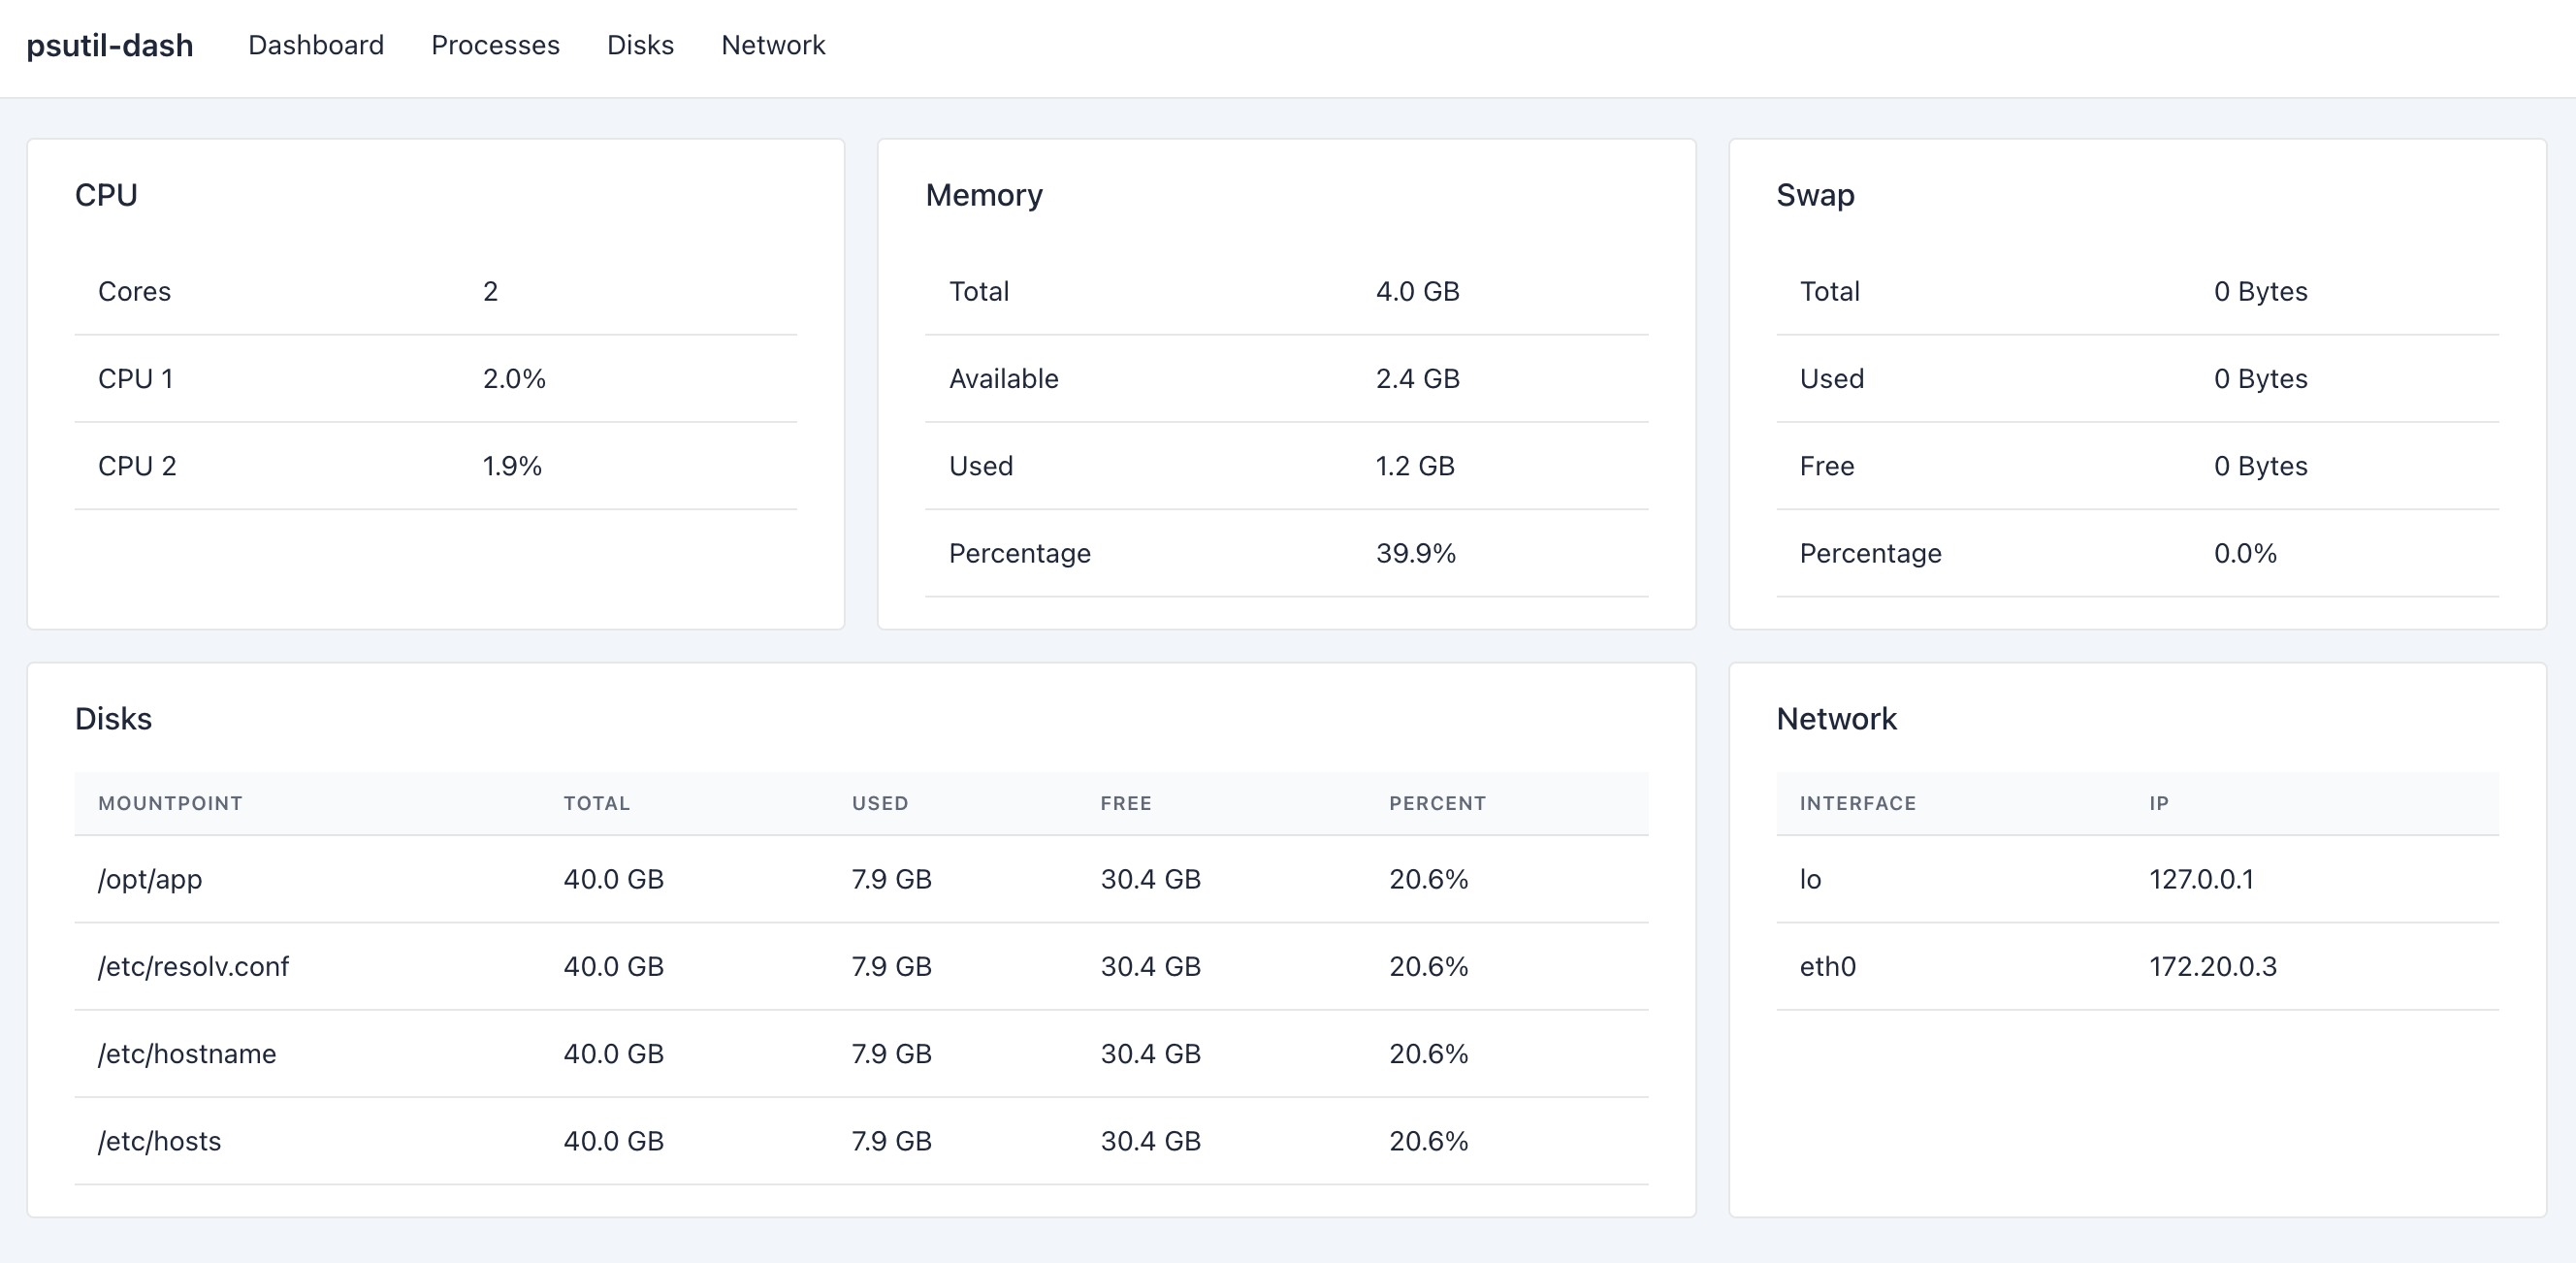 psutil-dash Dashboard Processes Disks Network
CPU
Cores 2
CPU 1 2.0%
CPU 2 1.9%
Memory
Total 4.0 GB
Available 2.4 GB
Used 1.2 GB
Percentage 39.9%
Swap
Total 0 Bytes
Used 0 Bytes
Free 0 Bytes
Percentage 0.0%
Disks
MOUNTPOINT TOTAL USED FREE PERCENT
/opt/app 40.0 GB 7.9 GB 30.4 GB 20.6%
/etc/resolv.conf 40.0 GB 7.9 GB 30.4 GB 20.6%
/etc/hostname 40.0 GB 7.9 GB 30.4 GB 20.6%
/etc/hosts 40.0 GB 7.9 GB 30.4 GB 20.6%
Network
INTERFACE IP
lo 127.0.0.1
eth0 172.20.0.3